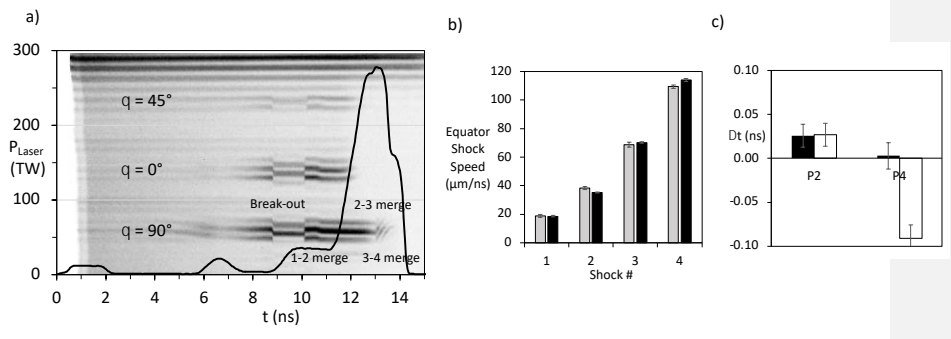 a)
300
200
P Laser
(TW)
100
0
q = 45°
q = 0°
q = 90°
Break-out
2-3 merge
1-2 merge
3-4 merge
0 2 4 6 8 10 12 14
t (ns)
b)
120
100
80
60
40
20
0
Equator
Shock
Speed
(µm/ns)
1 2 3 4
Shock #
c)
0.10
0.05
0.00
-0.05
-0.10
Dt (ns)
P2 P4